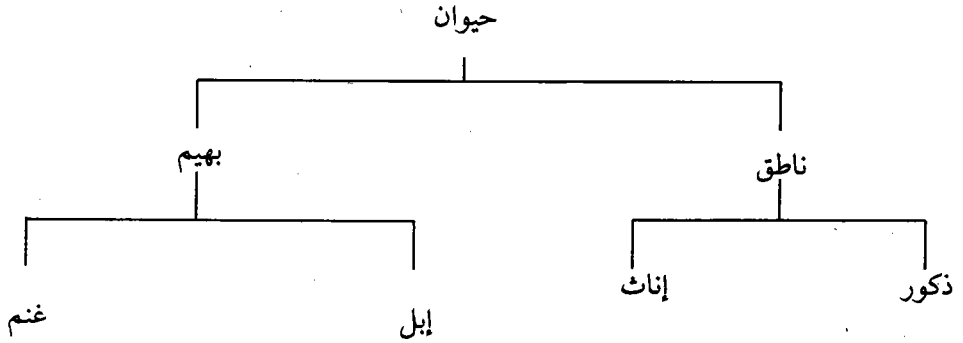 حيوان
ناطق
بهيم
ذكور
إناث
إبل
غنم